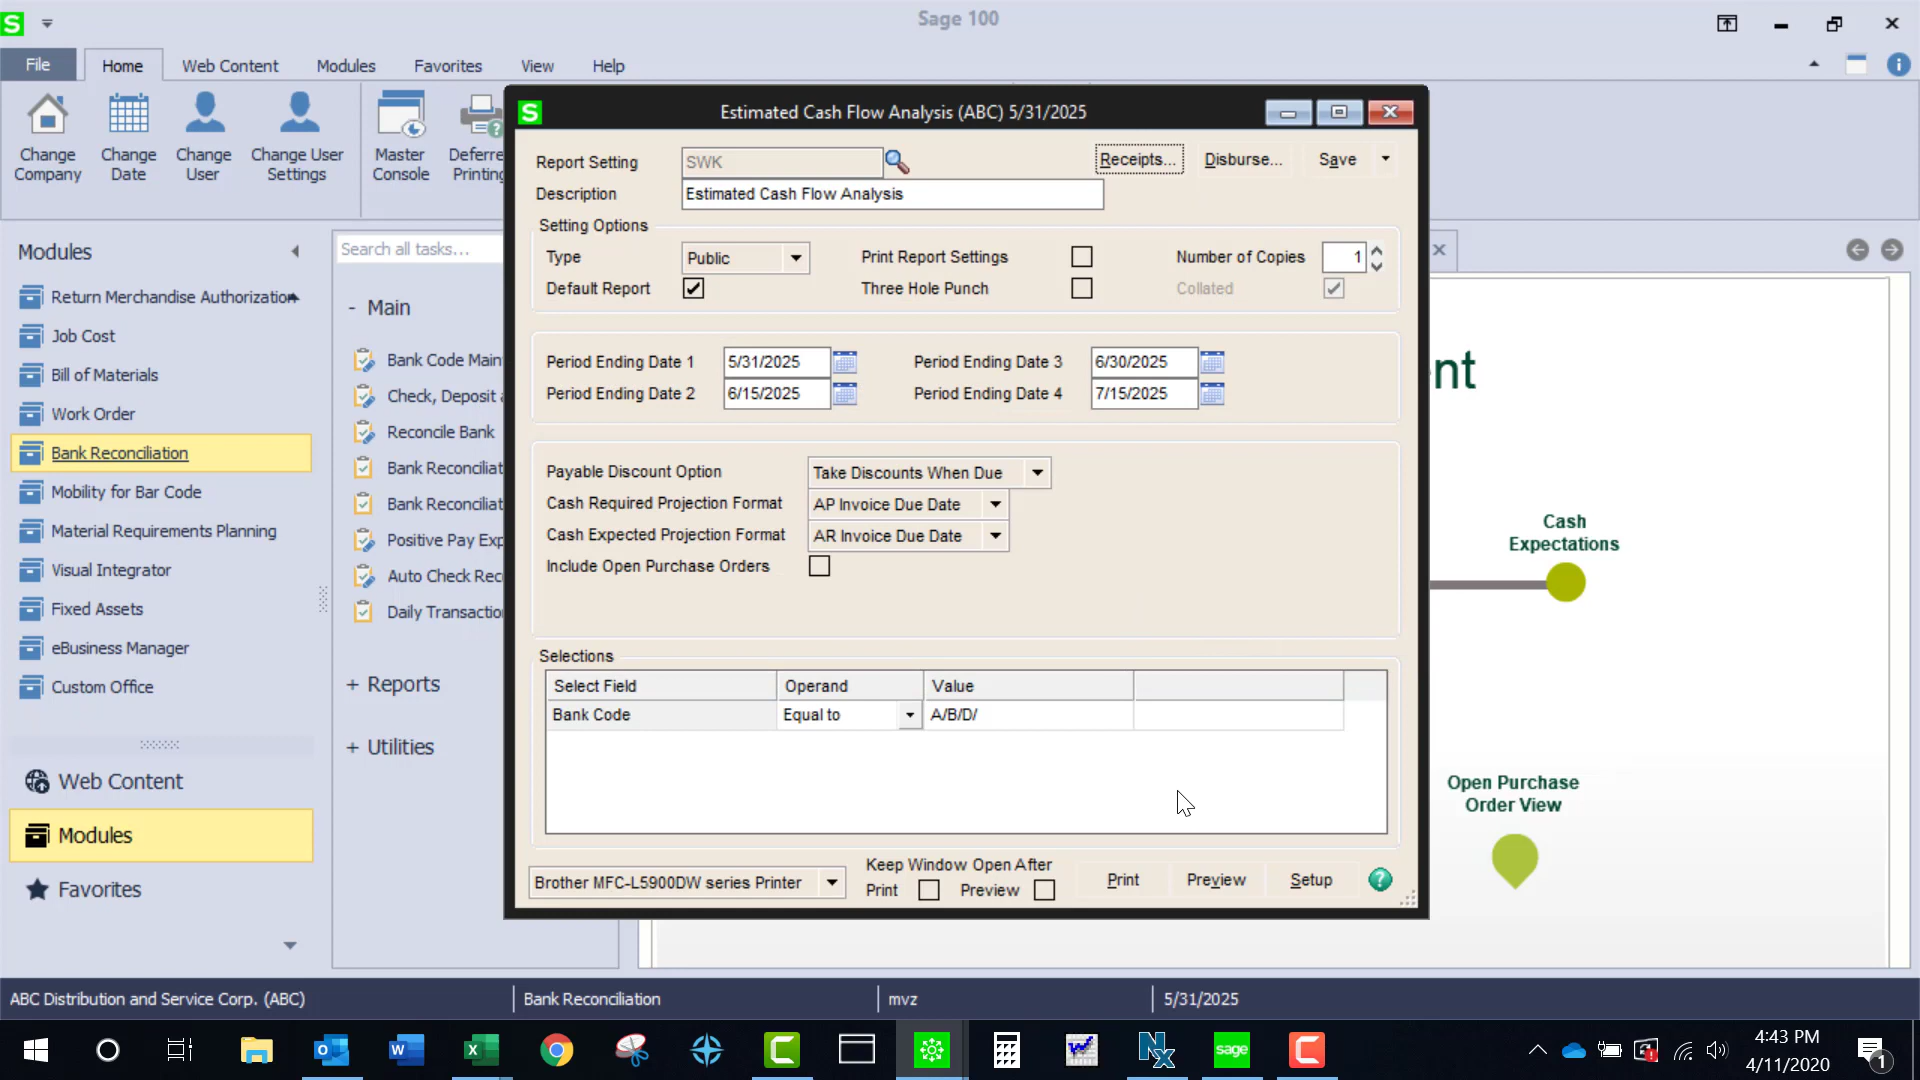 Sage 100
File
Home
Web Content
Modules
Favorites
View
Help
Change
Company
Change
Date
Change
User
Change User
Settings
Master
Console
Deferre
Printing
Modules
Return Merchandise Authorization
Job Cost
Bill of Materials
Work Order
Bank Reconciliation
Mobility for Bar Code
Material Requirements Planning
Visual Integrator
Fixed Assets
eBusiness Manager
Custom Office
Web Content
Modules
Favorites
Search all tasks...
- Main
Bank Code Main
Check, Deposit a
Reconcile Bank
Bank Reconciliat
Bank Reconciliat
Positive Pay Exp
Auto Check Reco
Daily Transaction
+ Reports
+ Utilities
S
Estimated Cash Flow Analysis (ABC) 5/31/2025
Report Setting
SWK
Receipts...
Disburse...
Save
Description
Estimated Cash Flow Analysis
Setting Options
Type
Public
Print Report Settings
Number of Copies
1
Default Report
Three Hole Punch
Collated
Period Ending Date 1
5/31/2025
Period Ending Date 3
6/30/2025
Period Ending Date 2
6/15/2025
Period Ending Date 4
7/15/2025
Payable Discount Option
Take Discounts When Due
Cash Required Projection Format
AP Invoice Due Date
Cash Expected Projection Format
AR Invoice Due Date
Include Open Purchase Orders
Selections
Select Field
Operand
Value
Bank Code
Equal to
A/B/D/
Brother MFC-L5900DW series Printer
Keep Window Open After
Print
Preview
Print
Preview
Setup
nt
Cash
Expectations
Open Purchase
Order View
ABC Distribution and Service Corp. (ABC)
Bank Reconciliation
mvz
5/31/2025
sage
4:43 PM
4/11/2020
1